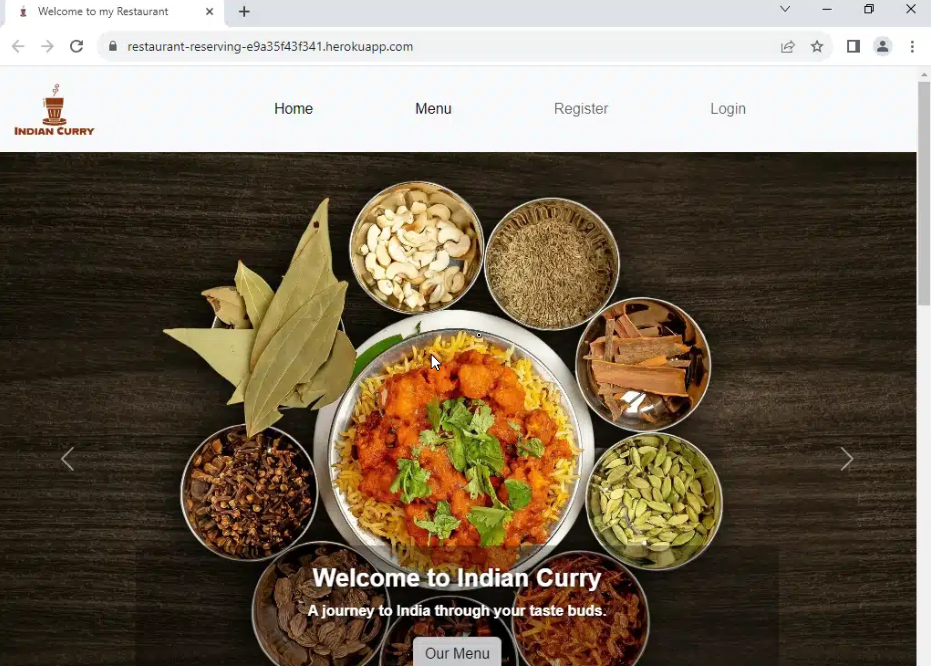 Welcome to my Restaurant
restaurant-reserving-e9a35f43f341.herokuapp.com
INDIAN CURRY
Home Menu Register Login
Welcome to Indian Curry
A journey to India through your taste buds.
Our Menu